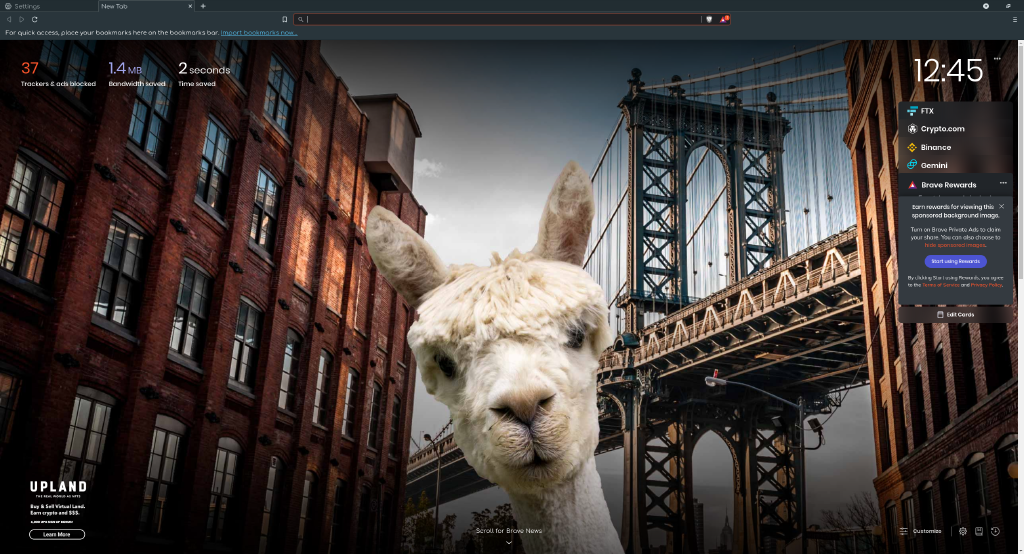 Settings
New Tab
For quick access, place your bookmarks here on the bookmarks bar. Import bookmarks now...
37
Trackers & ads blocked
1.4 MB
Bandwidth saved
2 seconds
Time saved
12:45
FTX
Crypto.com
Binance
Gemini
Brave Rewards
Earn rewards for viewing this
sponsored background image.
Turn on Brave Private Ads to claim
your share. You can also choose to
hide sponsored images.
Start using Rewards
By clicking Start using Rewards, you agree
to the Terms of Service and Privacy Policy.
Edit Cards
UPLAND
THE REAL WORLD AS NFTS
Buy & Sell Virtual Land.
Earn crypto and $$$.
Learn More
Scroll for Brave News
Customize